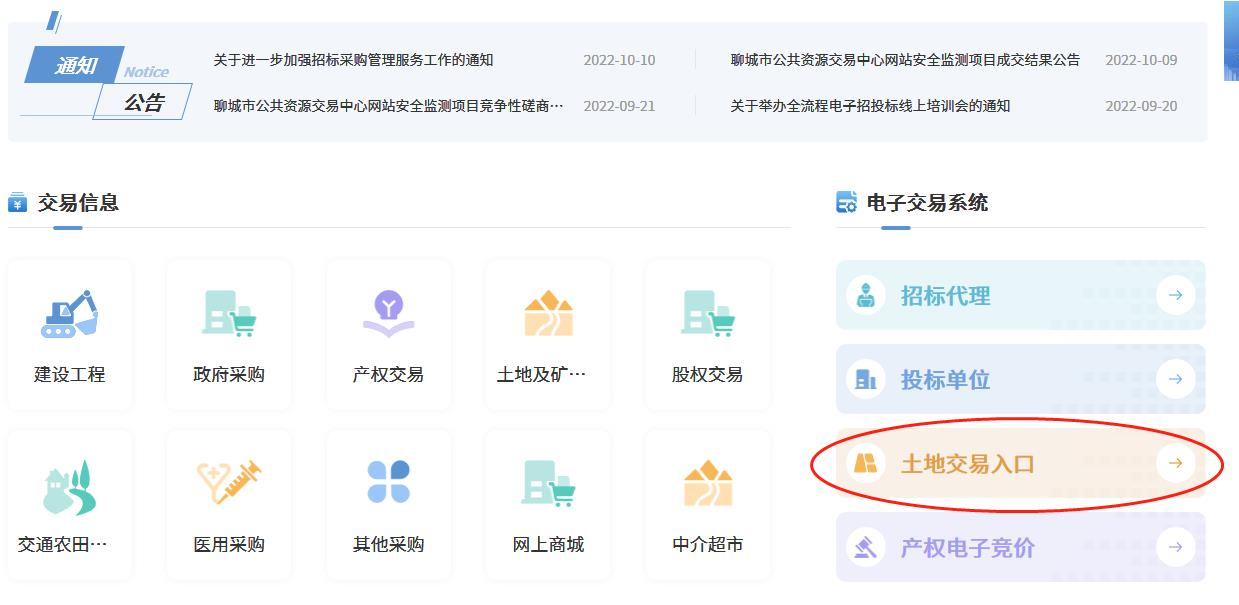 通知
Notice
公告
关于进一步加强招标采购管理服务工作的通知 2022-10-10
聊城市公共资源交易中心网站安全监测项目成交结果公告 2022-10-09
聊城市公共资源交易中心网站安全监测项目竞争性磋商… 2022-09-21
关于举办全流程电子招投标线上培训会的通知 2022-09-20
交易信息
建设工程 政府采购 产权交易 土地及矿… 股权交易
交通农田… 医用采购 其他采购 网上商城 中介超市
电子交易系统
招标代理
投标单位
土地交易入口
产权电子竞价